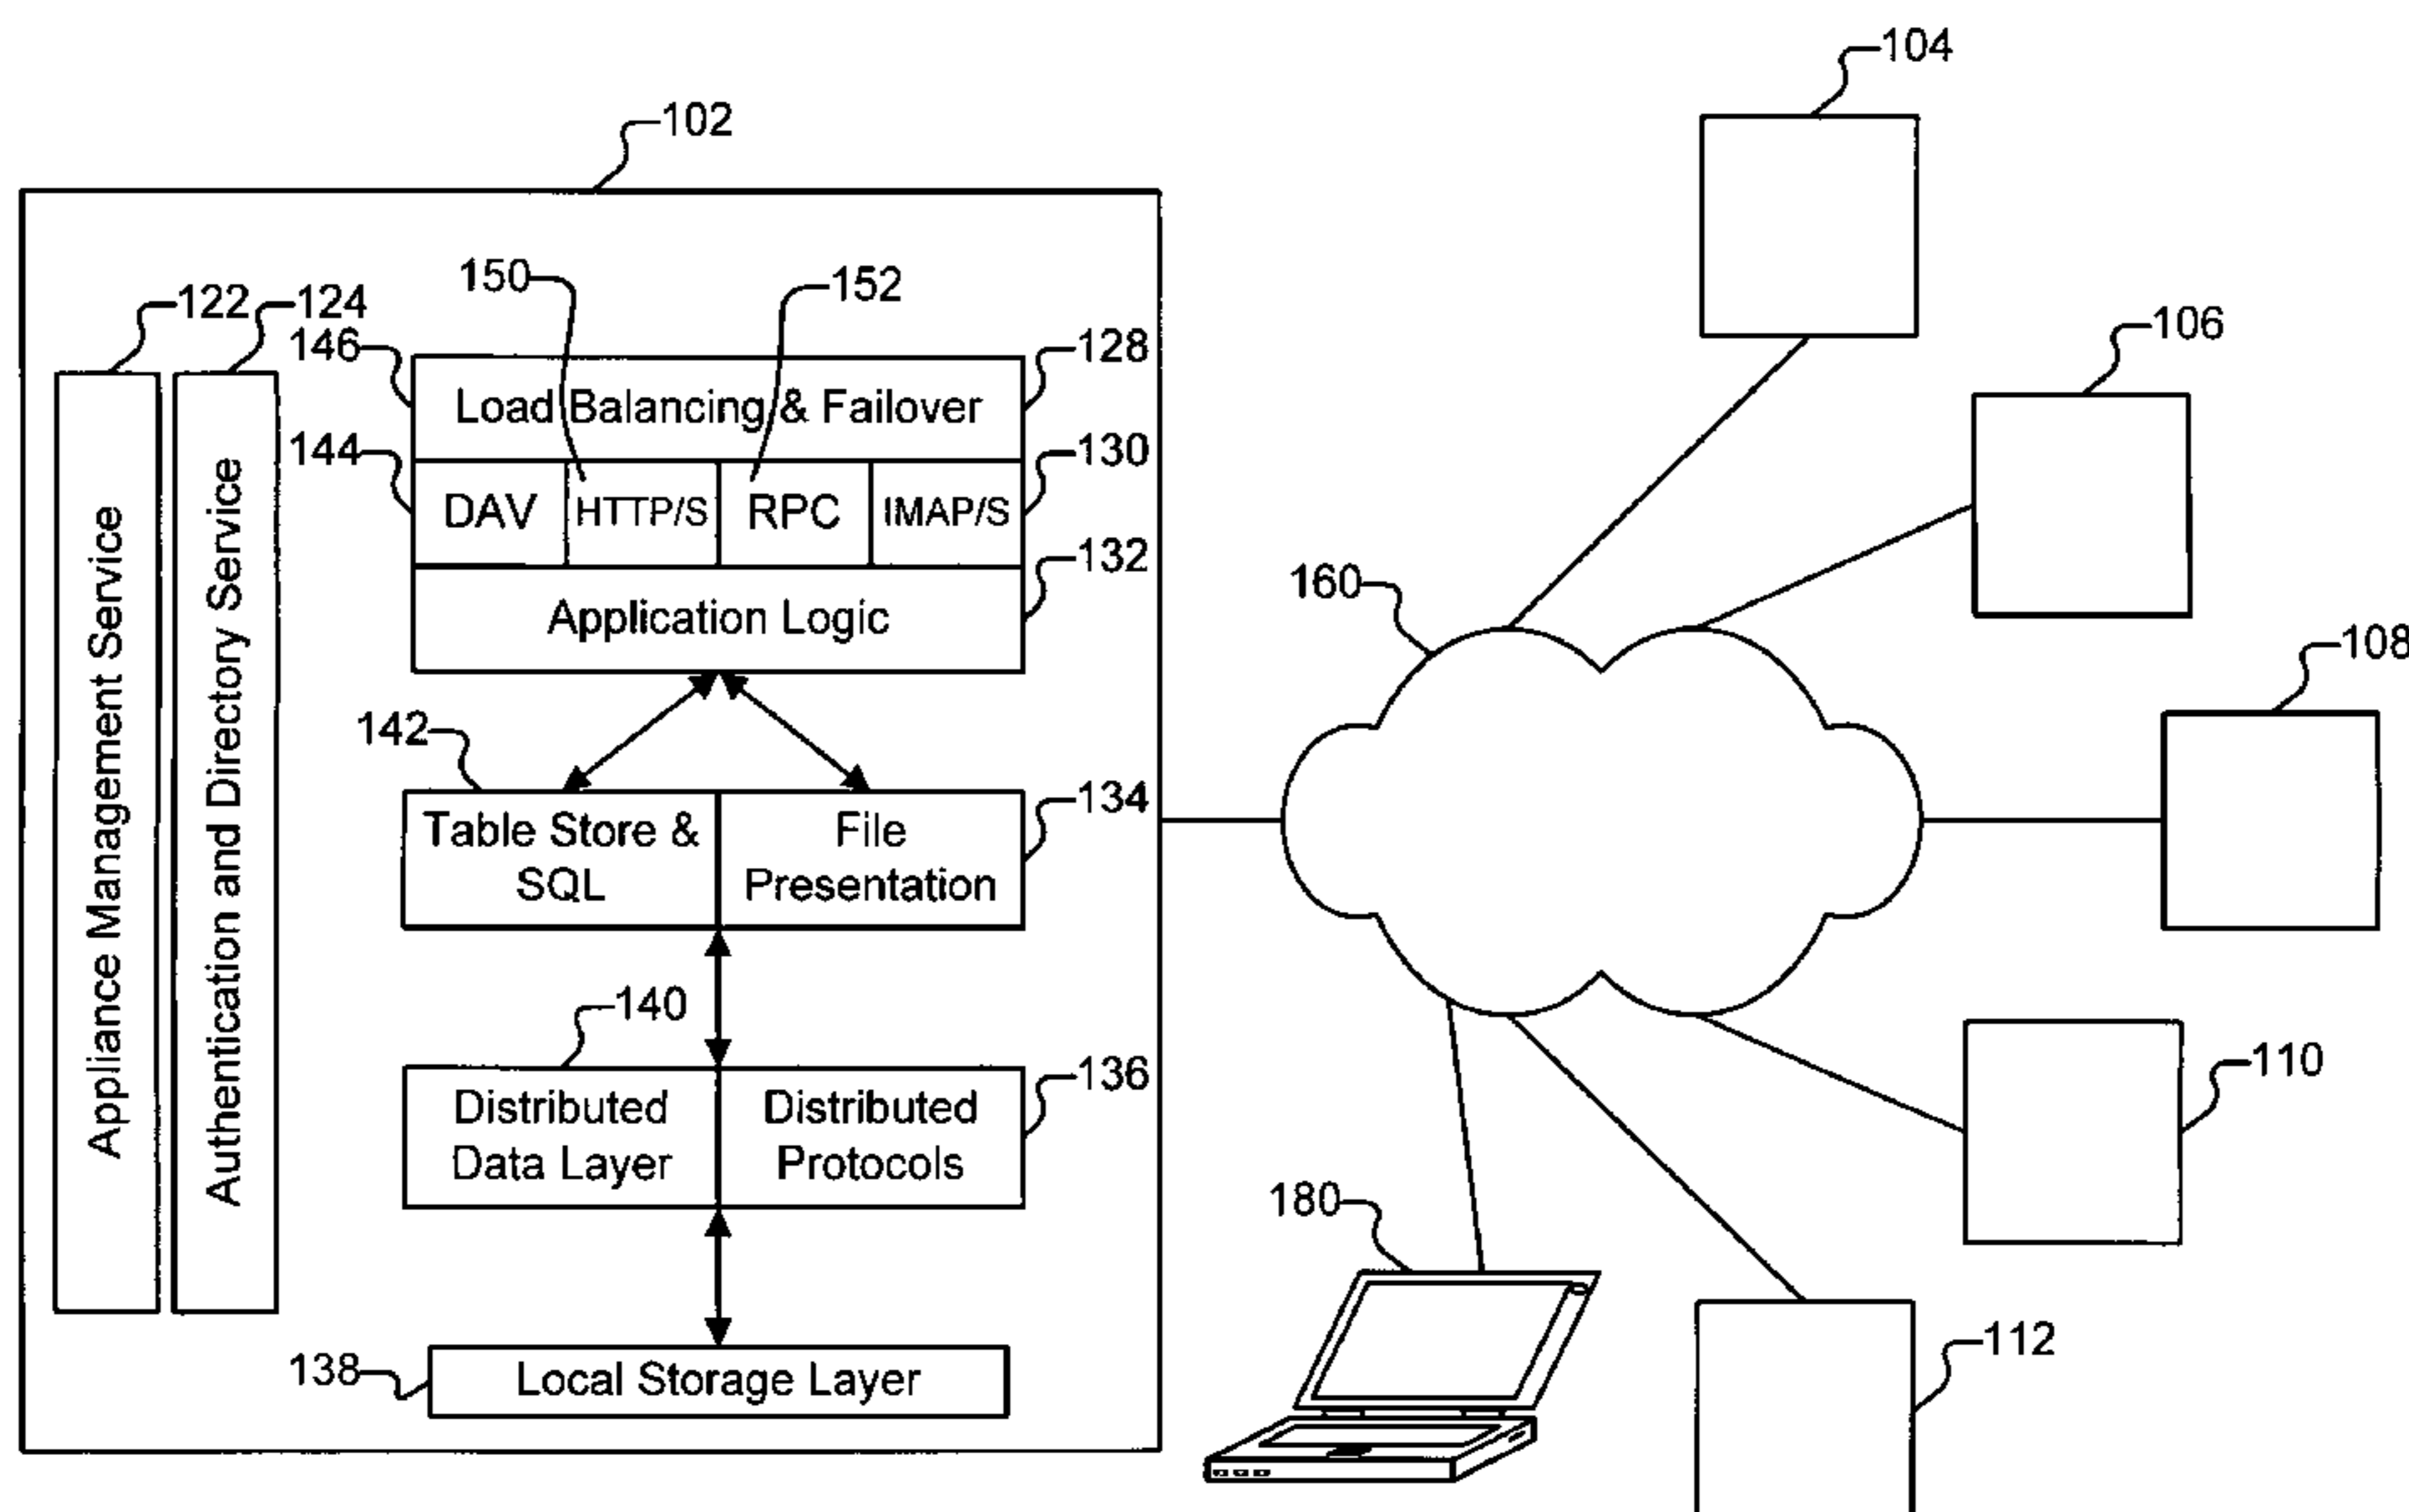 104
102
106
150
152
122
124
146
128
Load Balancing & Failover
144
130
DAV
HTTP/S
RPC
IMAP/S
132
Application Logic
160
108
Appliance Management Service
Authentication and Directory Service
142
134
Table Store &
SQL
File
Presentation
140
136
Distributed
Data Layer
Distributed
Protocols
110
180
138
Local Storage Layer
112